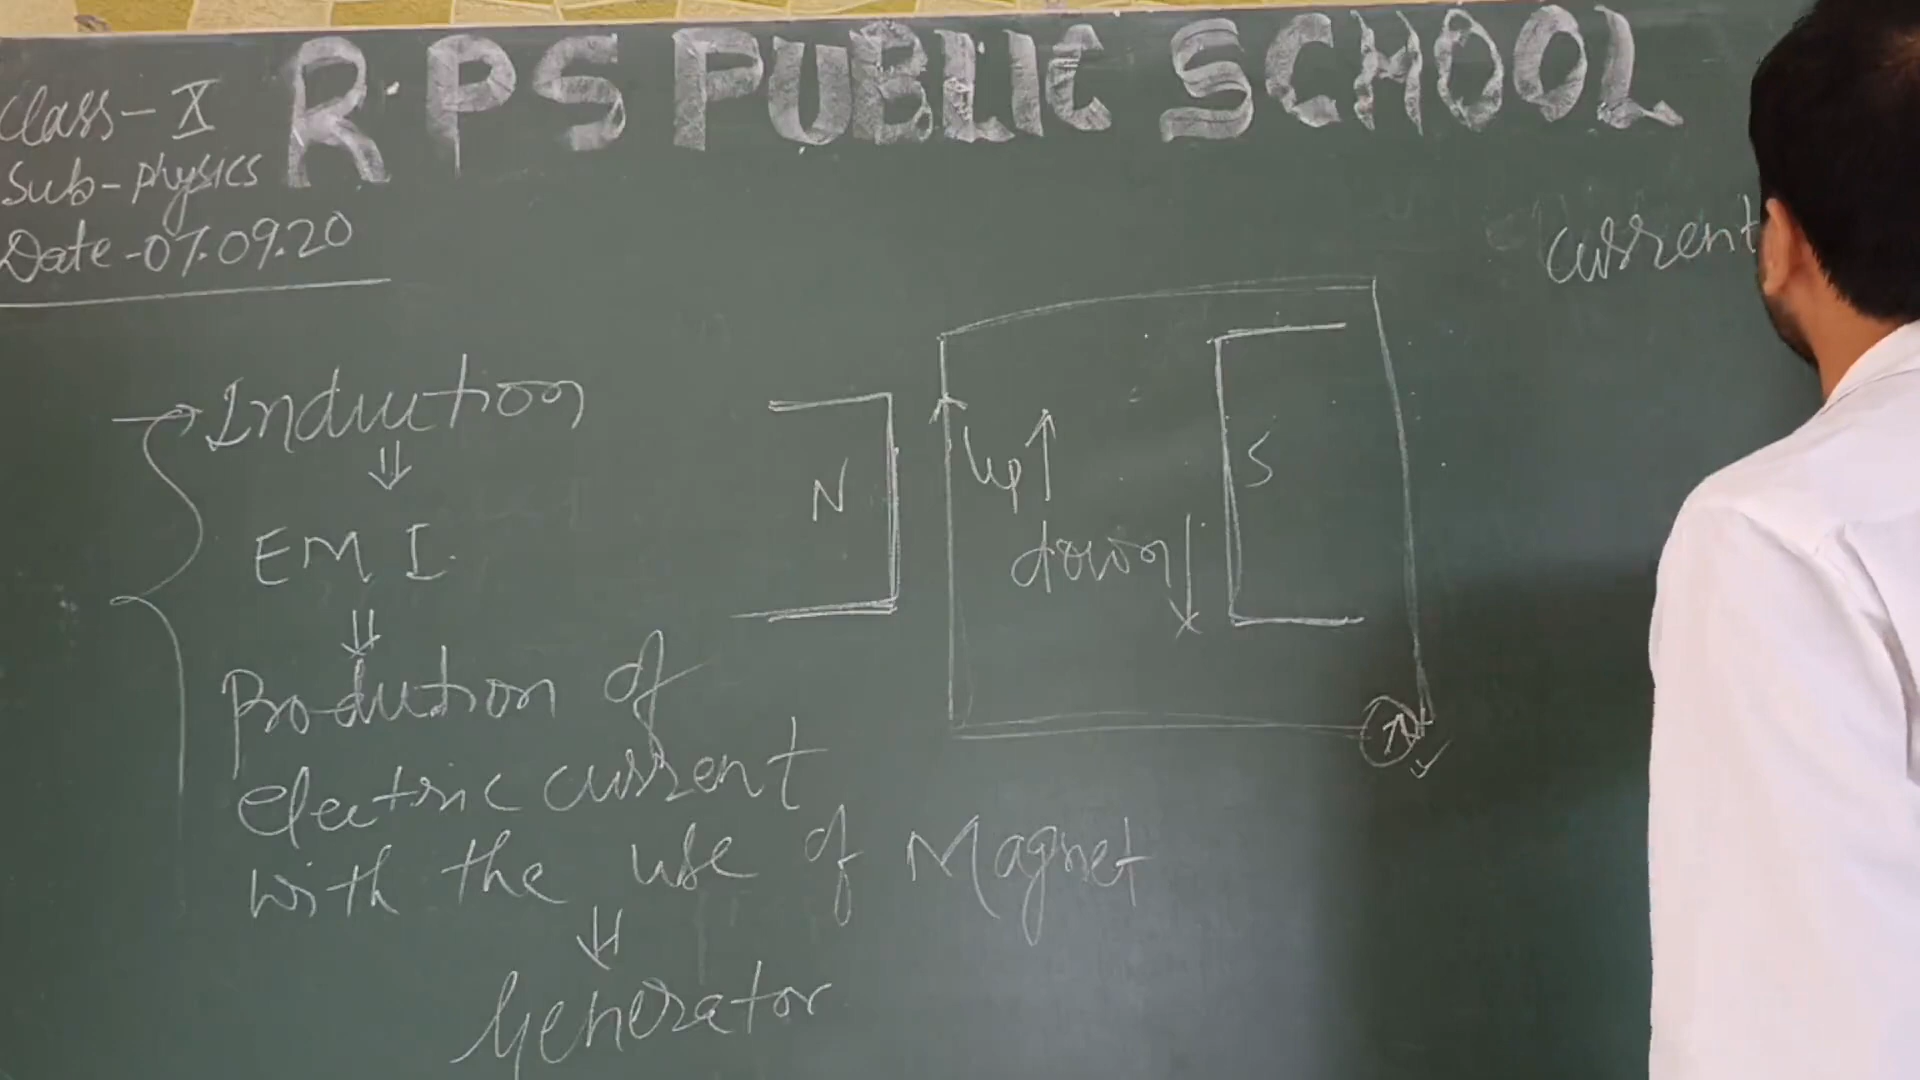 R.P S PUBLIC SCHOOL
Class - X
Sub - Physics
Date - 07.09.20
current
Induction
EMI
Production of
electric current
with the use of Magnet
Generator
N
up
down
S